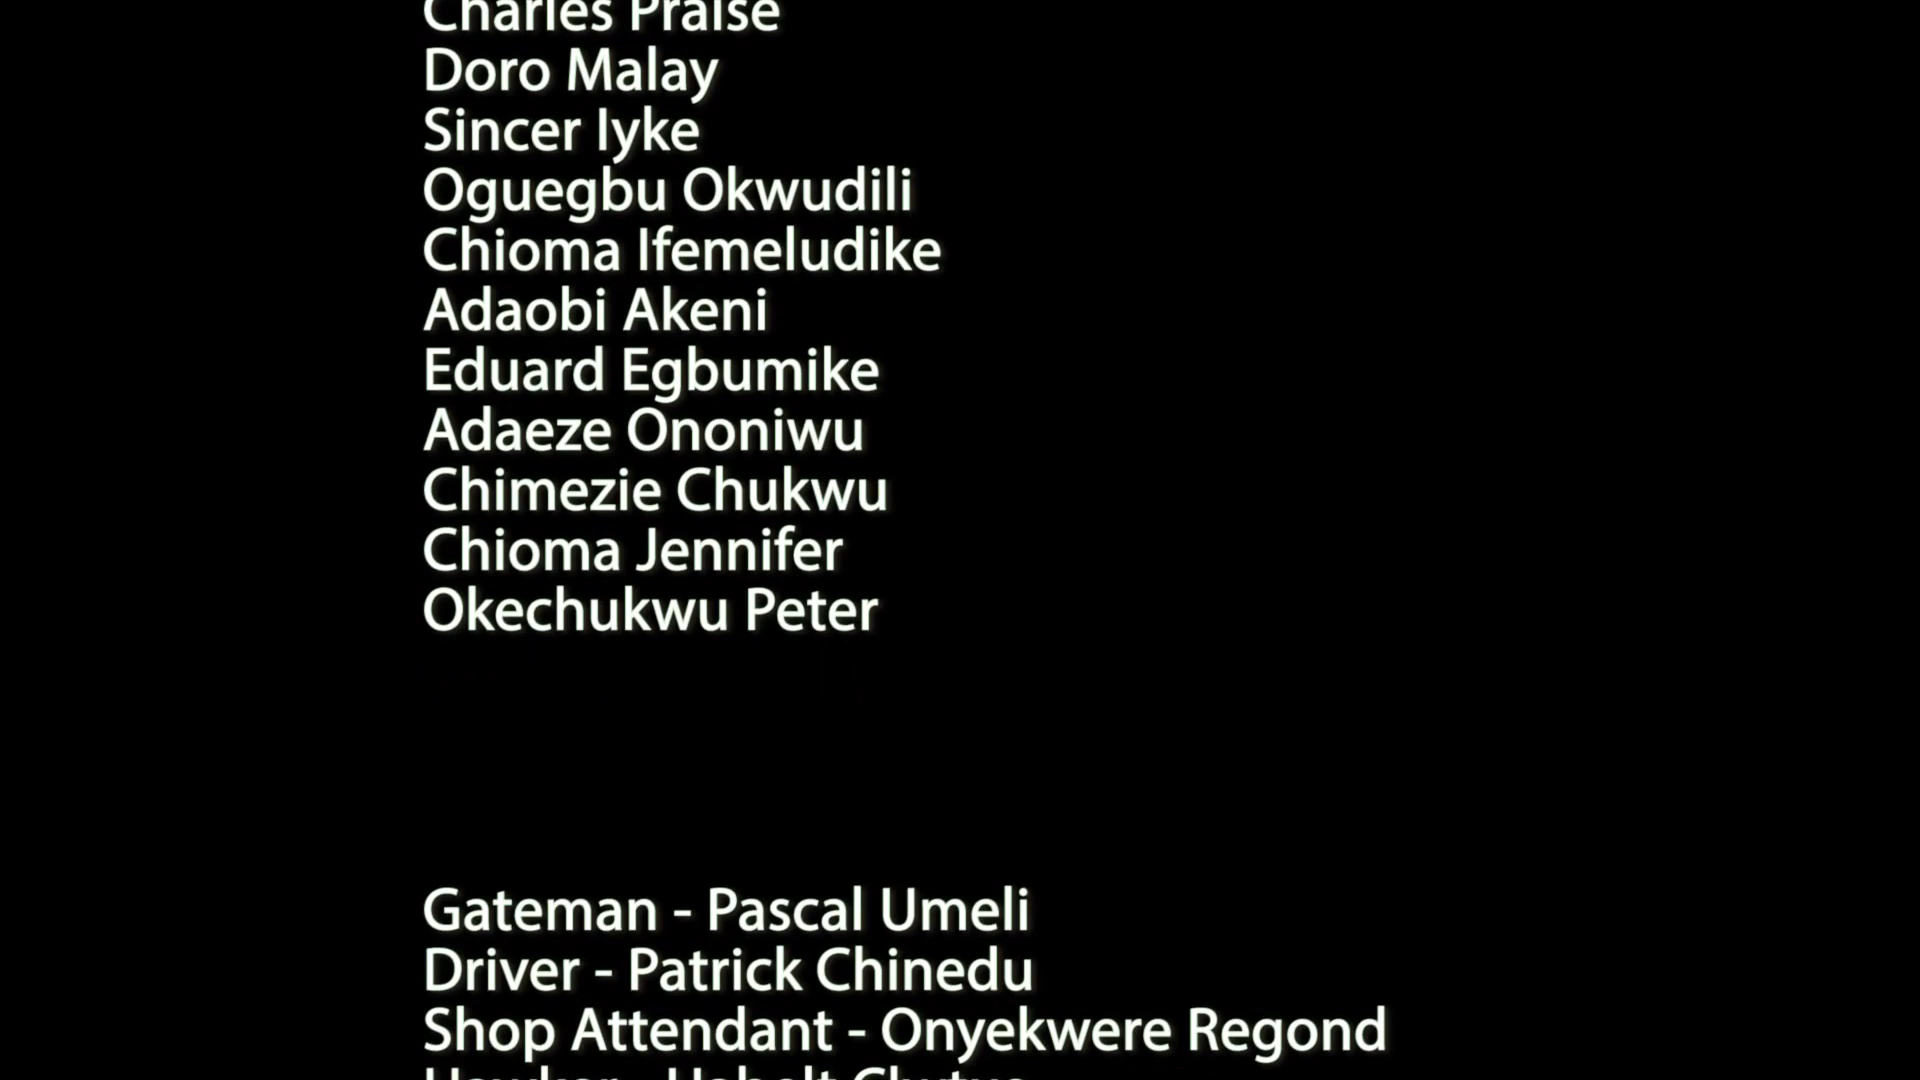 Charles Praise
Doro Malay
Sincer Iyke
Oguegbu Okwudili
Chioma Ifemeludike
Adaobi Akeni
Eduard Egbumike
Adaeze Ononiwu
Chimezie Chukwu
Chioma Jennifer
Okechukwu Peter
Gateman - Pascal Umeli
Driver - Patrick Chinedu
Shop Attendant - Onyekwere Regond
Hawker -